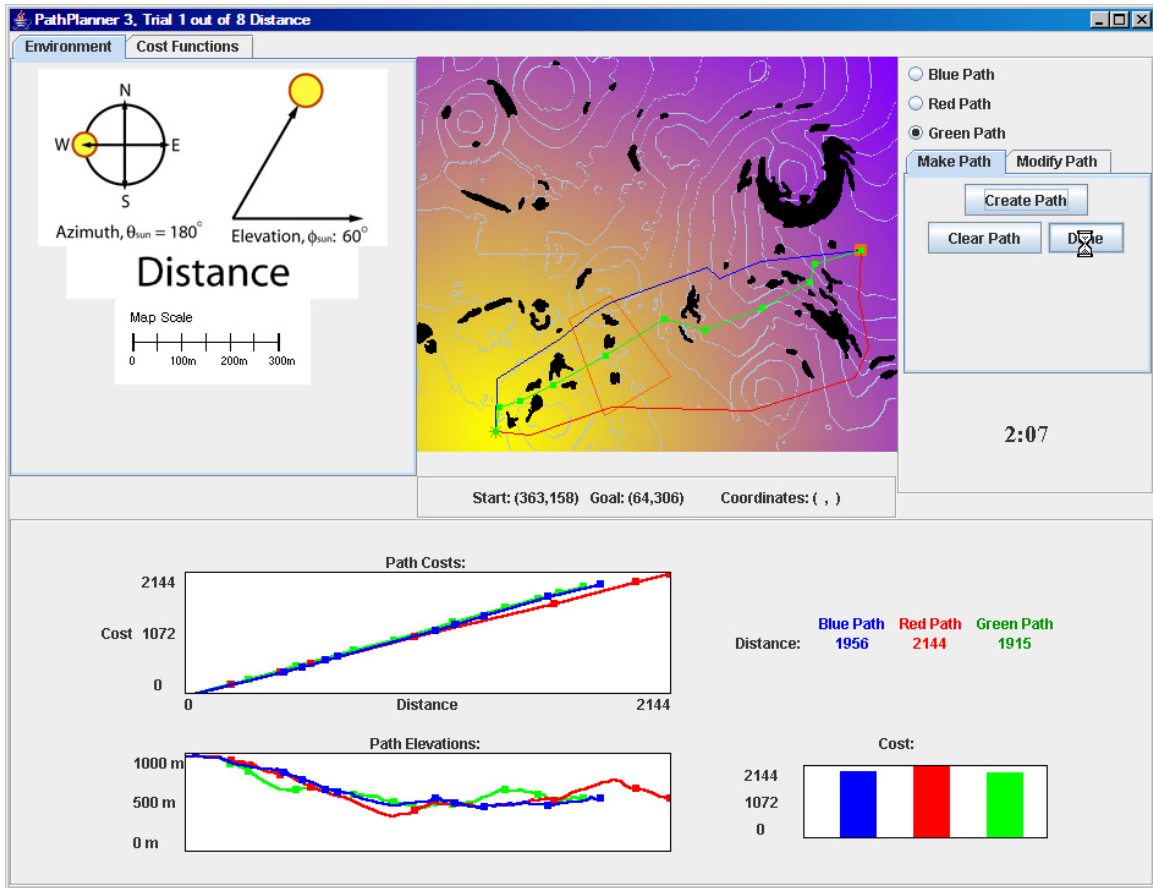 PathPlanner 3, Trial 1 out of 8 Distance
Environment
Cost Functions
N
W
E
S
Azimuth, θsun = 180°
Elevation, ϕsun: 60°
Distance
Map Scale
0 100m 200m 300m
Blue Path
Red Path
Green Path
Make Path
Modify Path
Create Path
Clear Path
2:07
Start: (363,158) Goal: (64,306) Coordinates: ( , )
Path Costs:
2144
Cost 1072
0
0 Distance 2144
Blue Path Red Path Green Path
Distance: 1956 2144 1915
Path Elevations:
1000 m
500 m
0 m
Cost:
2144
1072
0